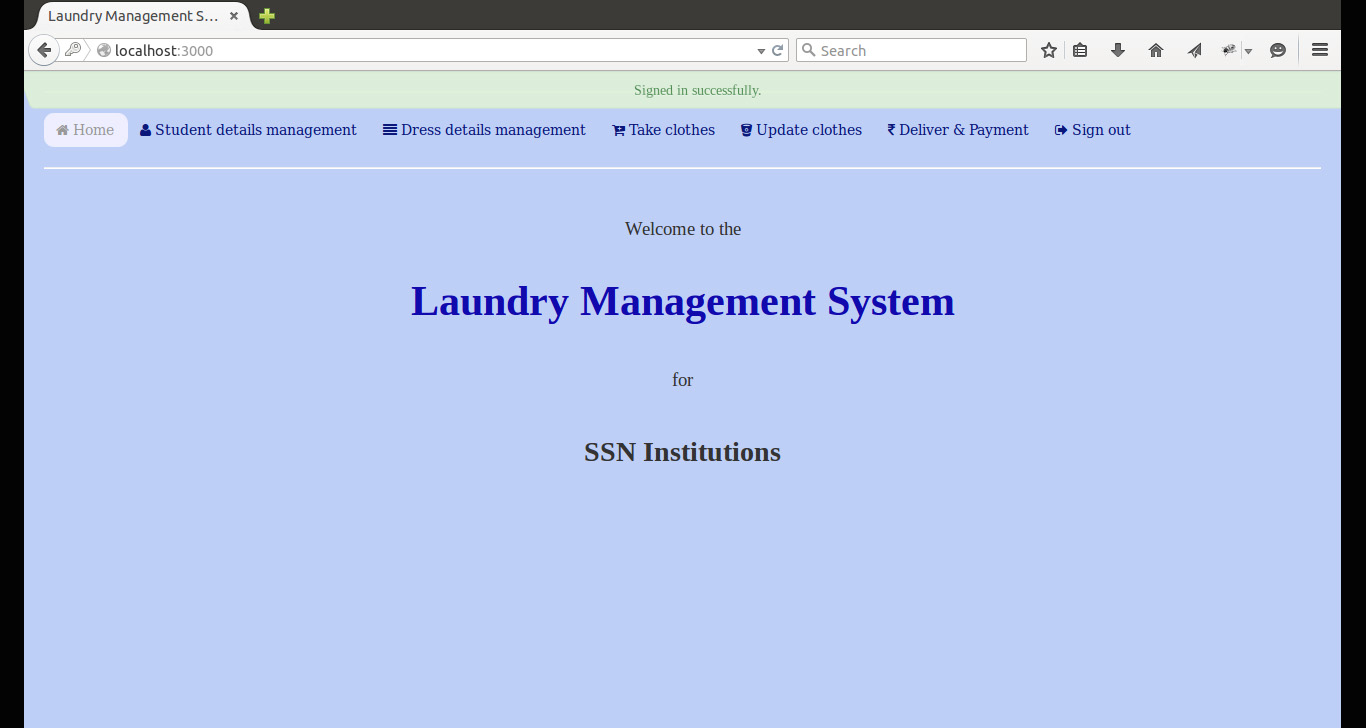 Laundry Management S...
localhost:3000
Search
Signed in successfully.
Home Student details management Dress details management Take clothes Update clothes ₹ Deliver & Payment Sign out
Welcome to the
Laundry Management System
for
SSN Institutions